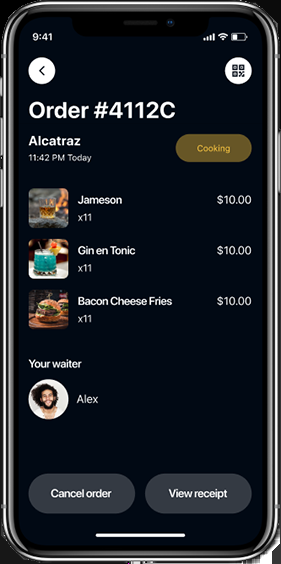 9:41
Order #4112C
Alcatraz
11:42 PM Today
Cooking
Jameson
$10.00
x11
Gin en Tonic
$10.00
x11
Bacon Cheese Fries
$10.00
x11
Your waiter
Alex
Cancel order
View receipt